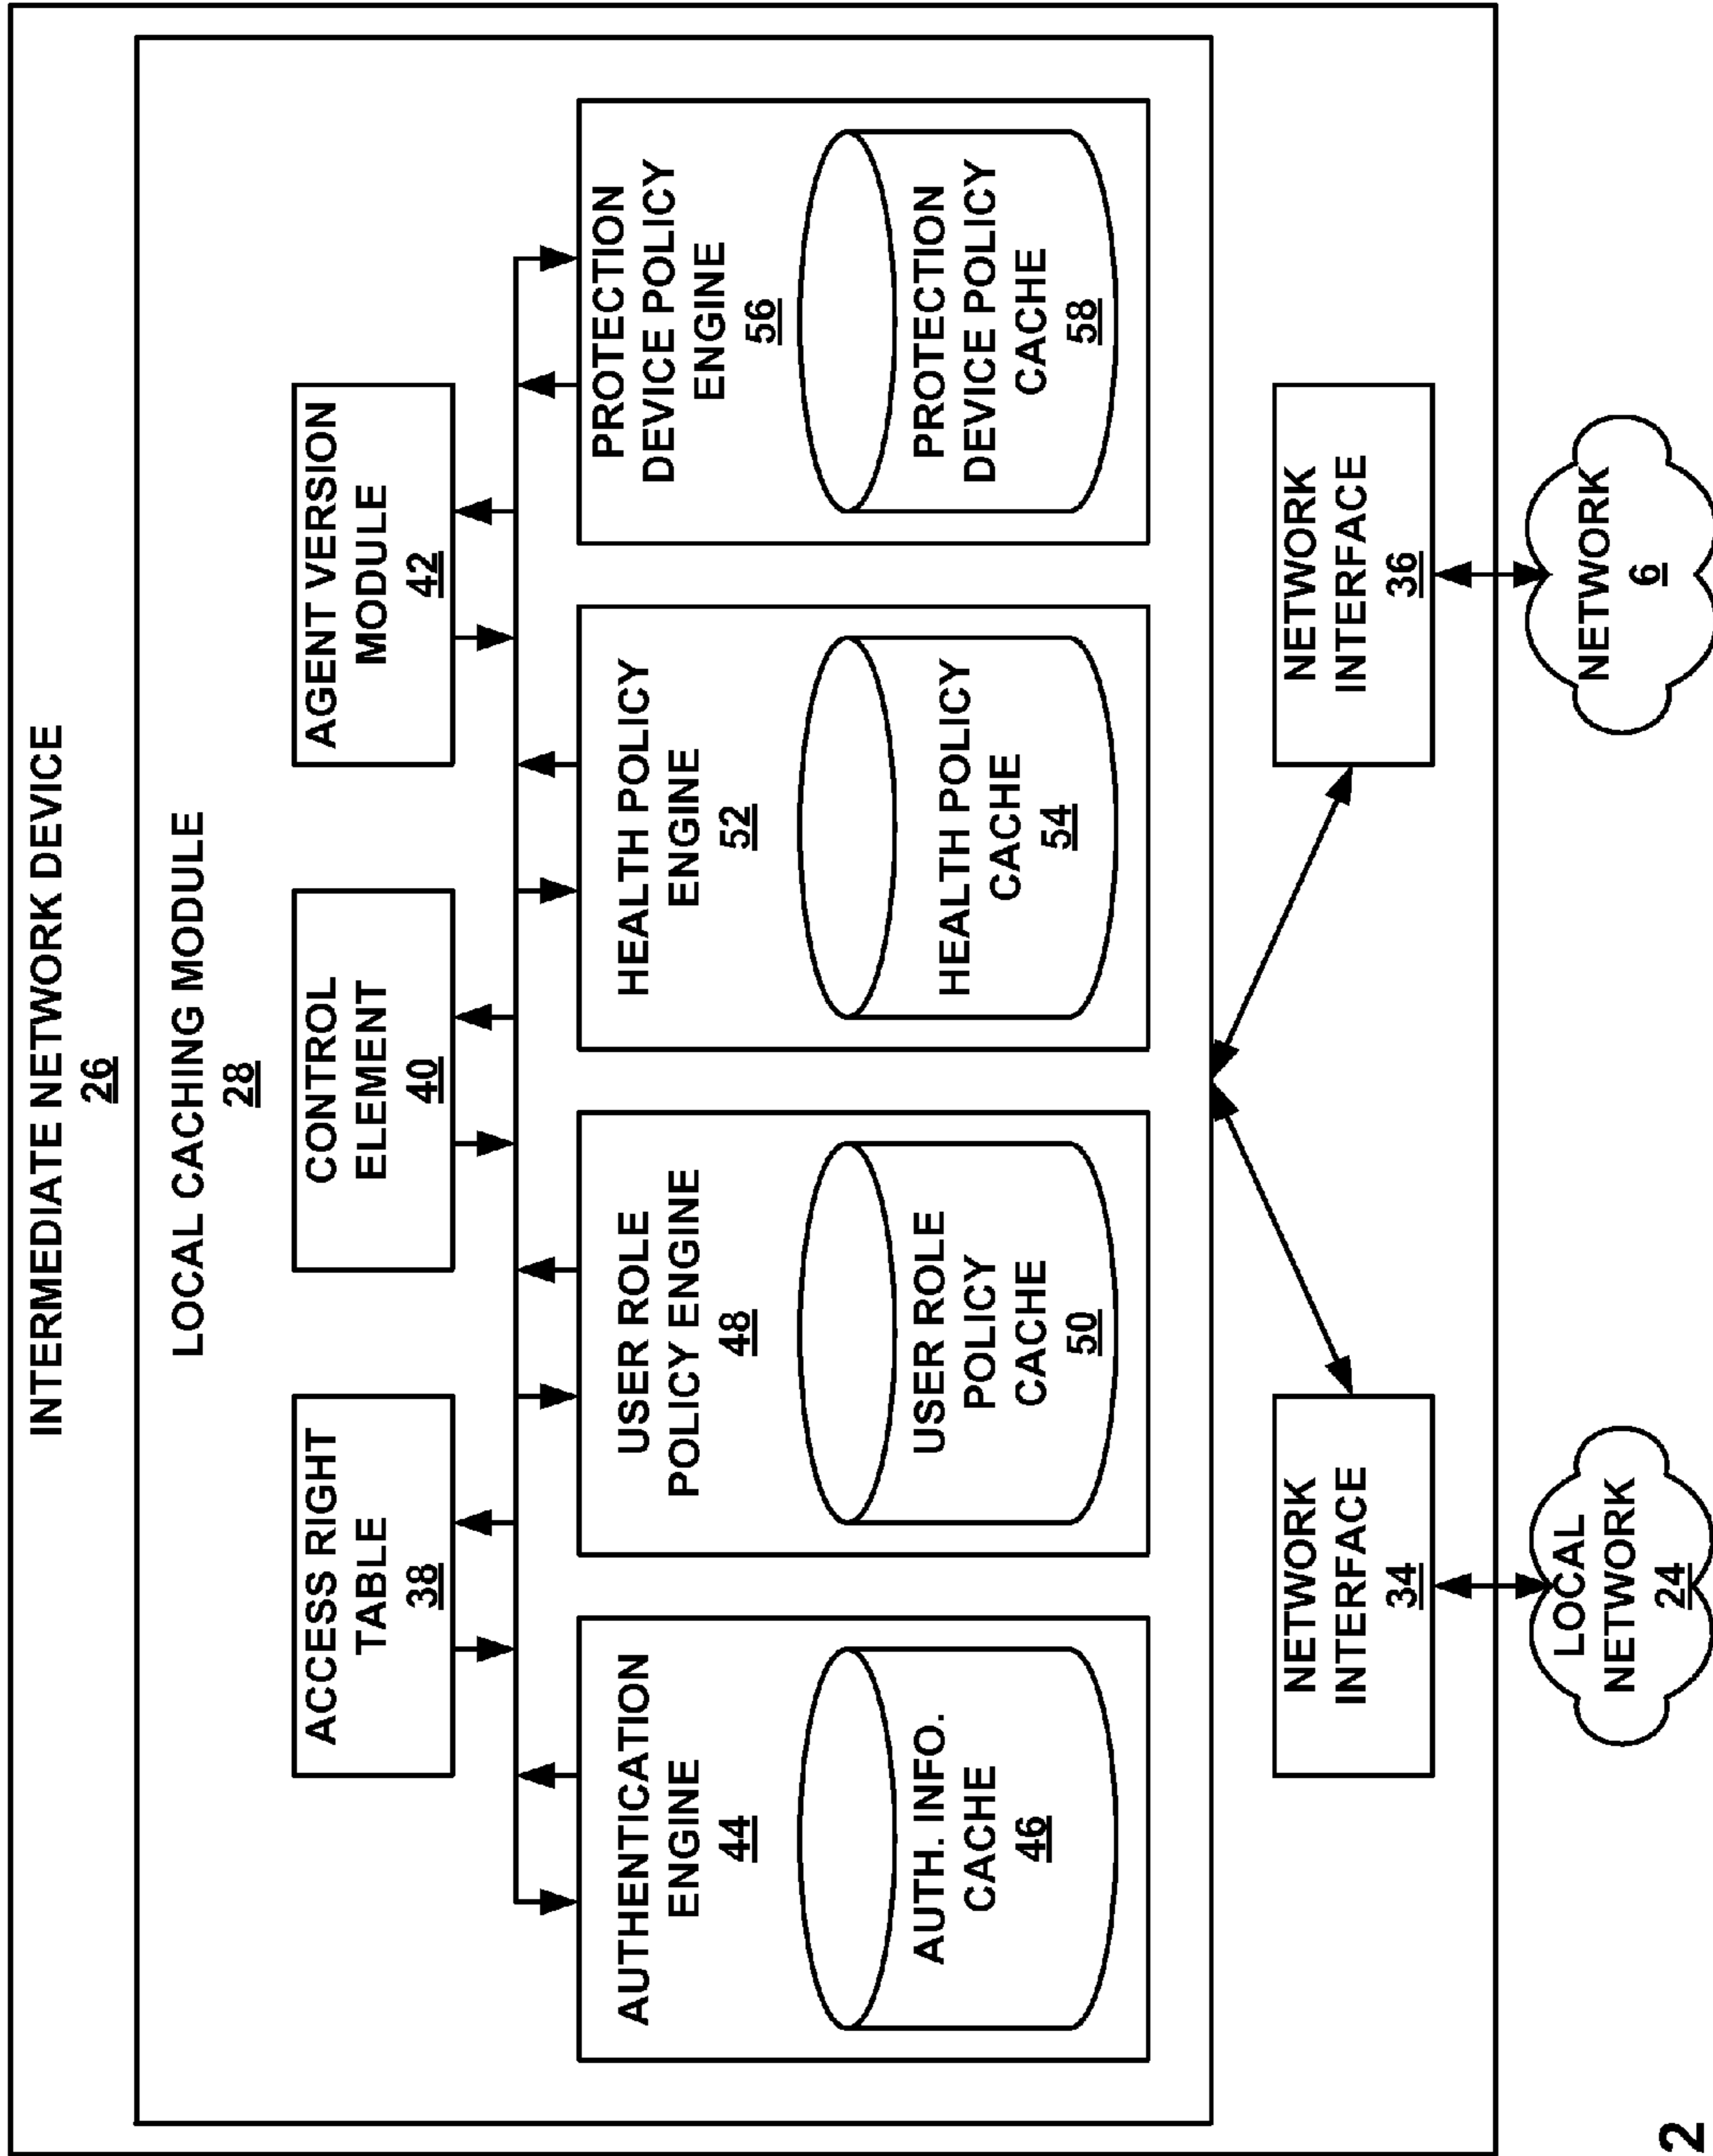 INTERMEDIATE NETWORK DEVICE
26
LOCAL CACHING MODULE
28
ACCESS RIGHT
TABLE
38
CONTROL
ELEMENT
40
AGENT VERSION
MODULE
42
AUTHENTICATION
ENGINE
44
AUTH. INFO.
CACHE
46
USER ROLE
POLICY ENGINE
48
USER ROLE
POLICY
CACHE
50
HEALTH POLICY
ENGINE
52
HEALTH POLICY
CACHE
54
PROTECTION
DEVICE POLICY
ENGINE
56
PROTECTION
DEVICE POLICY
CACHE
58
NETWORK
INTERFACE
34
NETWORK
INTERFACE
36
LOCAL
NETWORK
24
NETWORK
6
2